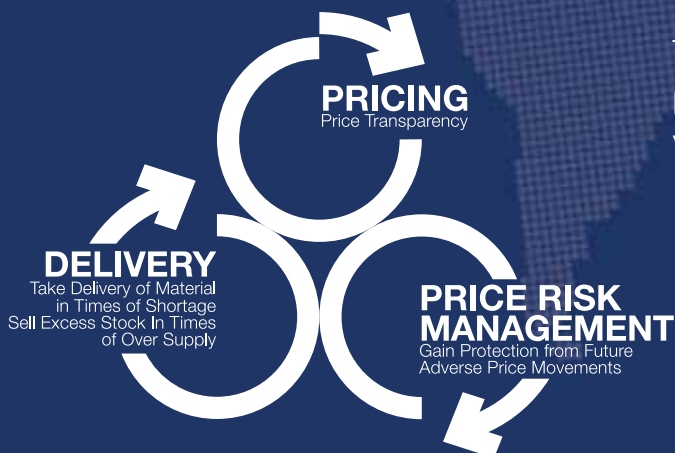 PRICING
Price Transparency
DELIVERY
Take Delivery of Material
in Times of Shortage
Sell Excess Stock In Times
of Over Supply
PRICE RISK
MANAGEMENT
Gain Protection from Future
Adverse Price Movements